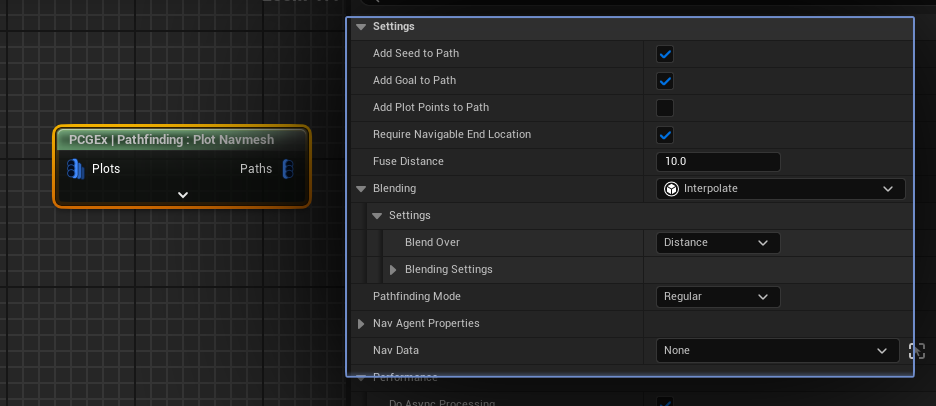 PCGEx | Pathfinding : Plot Navmesh
Plots
Paths
Settings
Add Seed to Path
Add Goal to Path
Add Plot Points to Path
Require Navigable End Location
Fuse Distance 10.0
Blending Interpolate
Settings
Blend Over Distance
Blending Settings
Pathfinding Mode Regular
Nav Agent Properties
Nav Data None
Performance
Do Async Processing